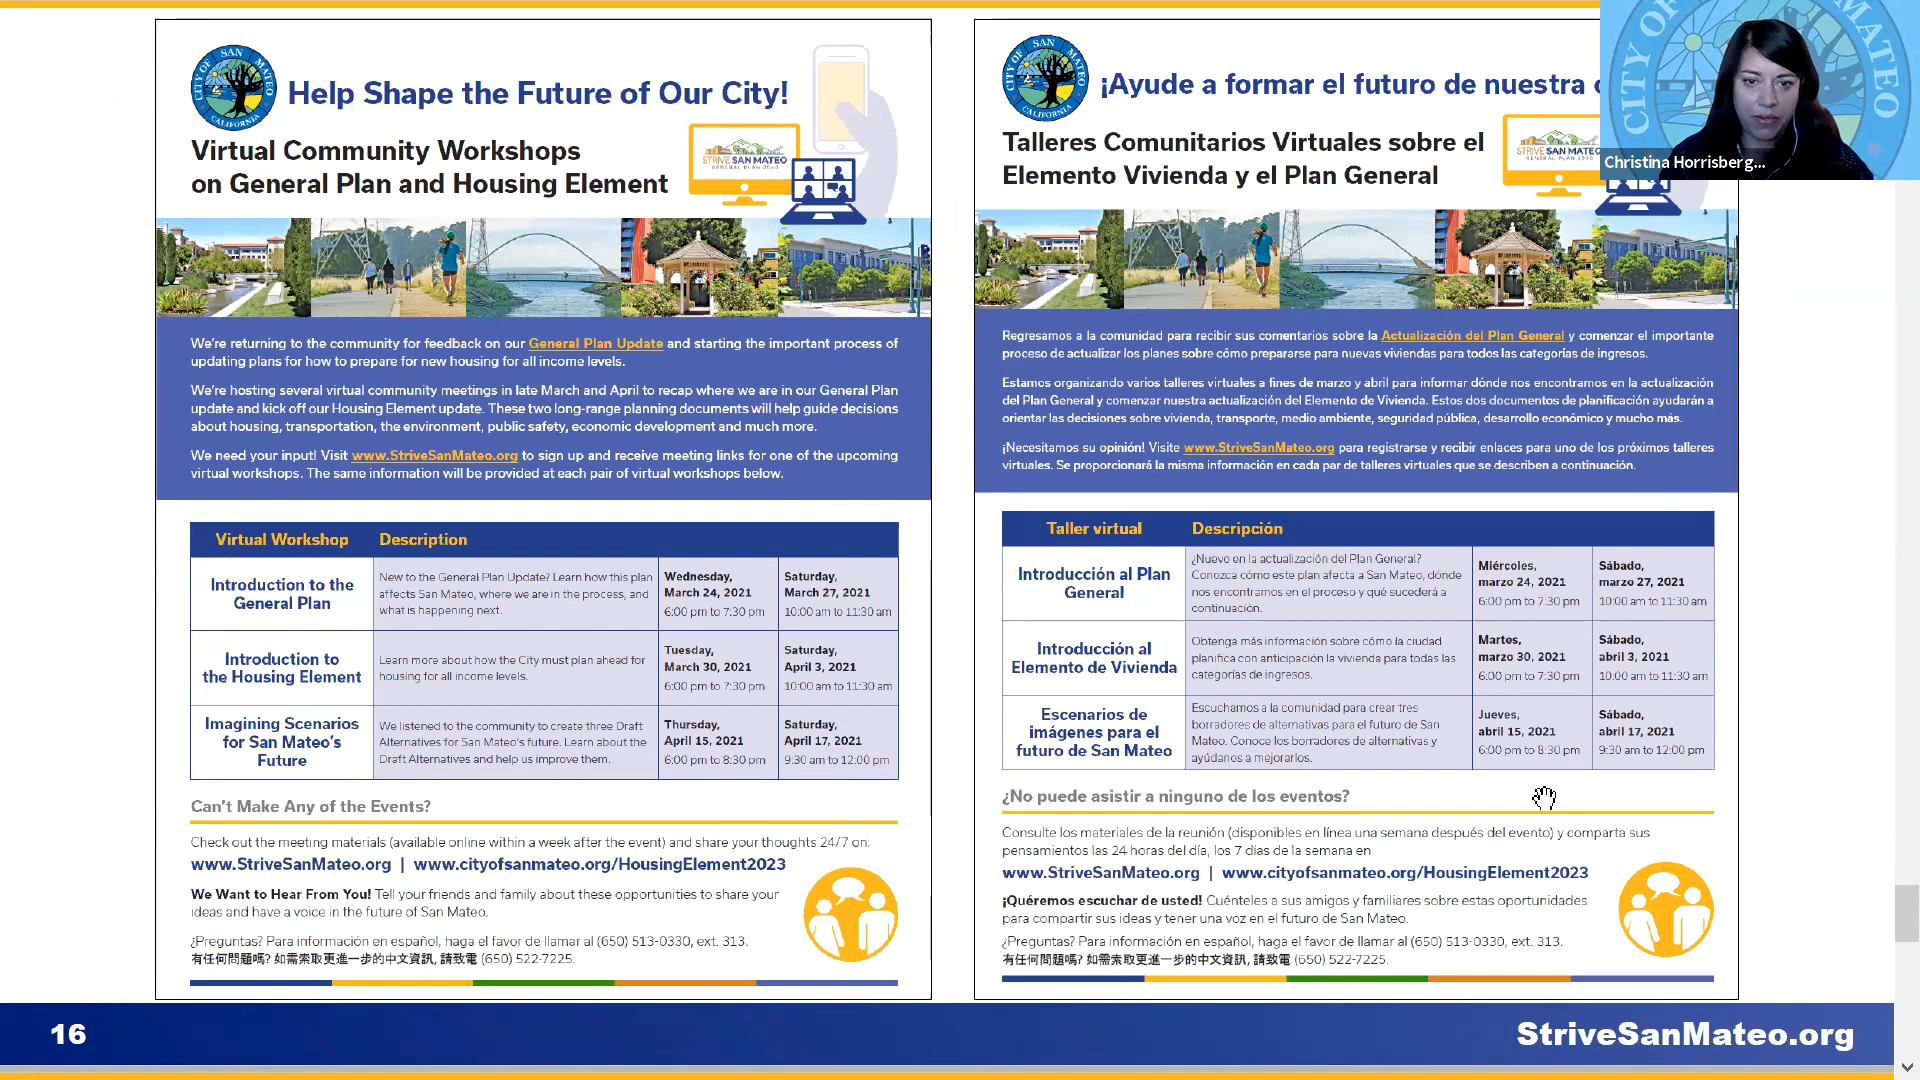 CITY OF SAN MATEO
CALIFORNIA
Help Shape the Future of Our City!
Virtual Community Workshops
on General Plan and Housing Element
STRIVE SAN MATEO
GENERAL PLAN 2040
We're returning to the community for feedback on our General Plan Update and starting the important process of
updating plans for how to prepare for new housing for all income levels.
We're hosting several virtual community meetings in late March and April to recap where we are in our General Plan
update and kick off our Housing Element update. These two long-range planning documents will help guide decisions
about housing, transportation, the environment, public safety, economic development and much more.
We need your input! Visit www.StriveSanMateo.org to sign up and receive meeting links for one of the upcoming
virtual workshops. The same information will be provided at each pair of virtual workshops below.
Virtual Workshop
Description
Introduction to the
General Plan
New to the General Plan Update? Learn how this plan
affects San Mateo, where we are in the process, and
what is happening next.
Wednesday,
March 24, 2021
6:00 pm to 7:30 pm
Saturday,
March 27, 2021
10:00 am to 11:30 am
Introduction to
the Housing Element
Learn more about how the City must plan ahead for
housing for all income levels.
Tuesday,
March 30, 2021
6:00 pm to 7:30 pm
Saturday,
April 3, 2021
10:00 am to 11:30 am
Imagining Scenarios
for San Mateo's
Future
We listened to the community to create three Draft
Alternatives for San Mateo's future. Learn about the
Draft Alternatives and help us improve them.
Thursday,
April 15, 2021
6:00 pm to 8:30 pm
Saturday,
April 17, 2021
9:30 am to 12:00 pm
Can't Make Any of the Events?
Check out the meeting materials (available online within a week after the event) and share your thoughts 24/7 on:
www.StriveSanMateo.org | www.cityofsanmateo.org/HousingElement2023
We Want to Hear From You! Tell your friends and family about these opportunities to share your
ideas and have a voice in the future of San Mateo.
¿Preguntas? Para información en español, haga el favor de llamar al (650) 513-0330, ext. 313.
有任何問題嗎? 如需索取更進一步的中文資訊, 請致電 (650) 522-7225.
CITY OF SAN MATEO
CALIFORNIA
¡Ayude a formar el futuro de nuestra c
Talleres Comunitarios Virtuales sobre el
Elemento Vivienda y el Plan General
STRIVE SAN MATEO
GENERAL PLAN 2040
Regresamos a la comunidad para recibir sus comentarios sobre la Actualización del Plan General y comenzar el importante
proceso de actualizar los planes sobre cómo prepararse para nuevas viviendas para todos las categorías de ingresos.
Estamos organizando varios talleres virtuales a fines de marzo y abril para informar dónde nos encontramos en la actualización
del Plan General y comenzar nuestra actualización del Elemento de Vivienda. Estos dos documentos de planificación ayudarán a
orientar las decisiones sobre vivienda, transporte, medio ambiente, seguridad pública, desarrollo económico y mucho más.
¡Necesitamos su opinión! Visite www.StriveSanMateo.org para registrarse y recibir enlaces para uno de los próximos talleres
virtuales. Se proporcionará la misma información en cada par de talleres virtuales que se describen a continuación.
Taller virtual
Descripción
Introducción al Plan
General
¿Nuevo en la actualización del Plan General?
Conozca cómo este plan afecta a San Mateo, dónde
nos encontramos en el proceso y qué sucederá a
continuación.
Miércoles,
marzo 24, 2021
6:00 pm to 7:30 pm
Sábado,
marzo 27, 2021
10:00 am to 11:30 am
Introducción al
Elemento de Vivienda
Obtenga más información sobre cómo la ciudad
planifica con anticipación la vivienda para todas las
categorías de ingresos.
Martes,
marzo 30, 2021
6:00 pm to 7:30 pm
Sábado,
abril 3, 2021
10:00 am to 11:30 am
Escenarios de
imágenes para el
futuro de San Mateo
Escuchamos a la comunidad para crear tres
borradores de alternativas para el futuro de San
Mateo. Conoce los borradores de alternativas y
ayúdanos a mejorarlos.
Jueves,
abril 15, 2021
6:00 pm to 8:30 pm
Sábado,
abril 17, 2021
9:30 am to 12:00 pm
¿No puede asistir a ninguno de los eventos?
Consulte los materiales de la reunión (disponibles en línea una semana después del evento) y comparta sus
pensamientos las 24 horas del día, los 7 días de la semana en
www.StriveSanMateo.org | www.cityofsanmateo.org/HousingElement2023
¡Quéremos escuchar de usted! Cuénteles a sus amigos y familiares sobre estas oportunidades
para compartir sus ideas y tener una voz en el futuro de San Mateo.
¿Preguntas? Para información en español, haga el favor de llamar al (650) 513-0330, ext. 313.
有任何問題嗎? 如需索取更進一步的中文資訊, 請致電 (650) 522-7225.
CITY OF MATEO
Christina Horrisberg...
16
StriveSanMateo.org